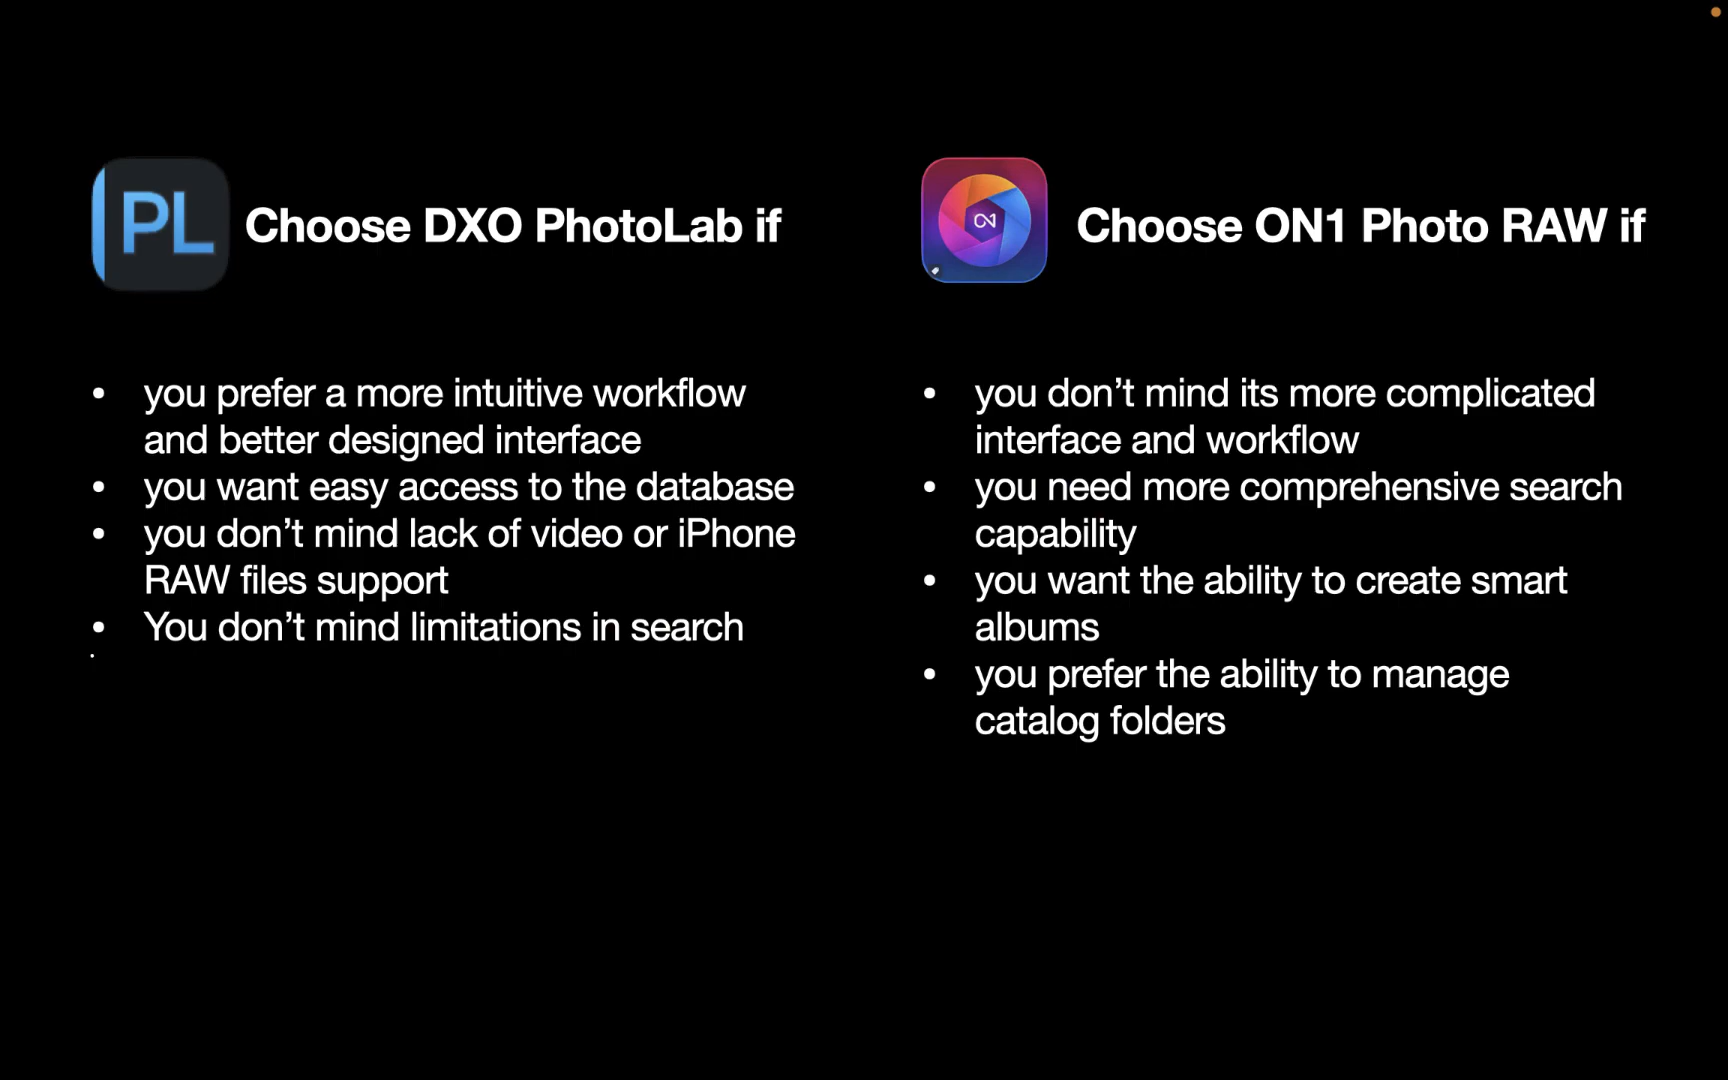 PL
Choose DXO PhotoLab if
• you prefer a more intuitive workflow
and better designed interface
• you want easy access to the database
• you don’t mind lack of video or iPhone
RAW files support
• You don’t mind limitations in search
•
Choose ON1 Photo RAW if
• you don’t mind its more complicated
interface and workflow
• you need more comprehensive search
capability
• you want the ability to create smart
albums
• you prefer the ability to manage
catalog folders